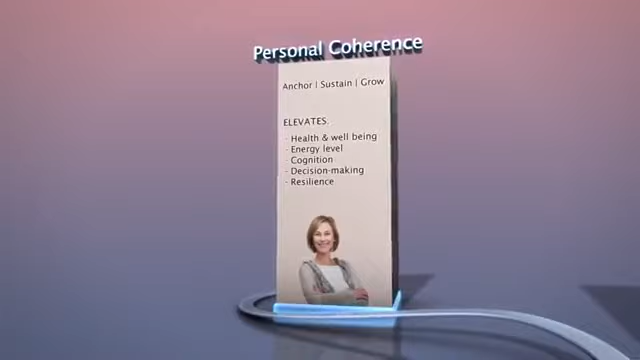 Personal Coherence
Anchor | Sustain | Grow
ELEVATES:
- Health & well being
- Energy level
- Cognition
- Decision-making
- Resilience